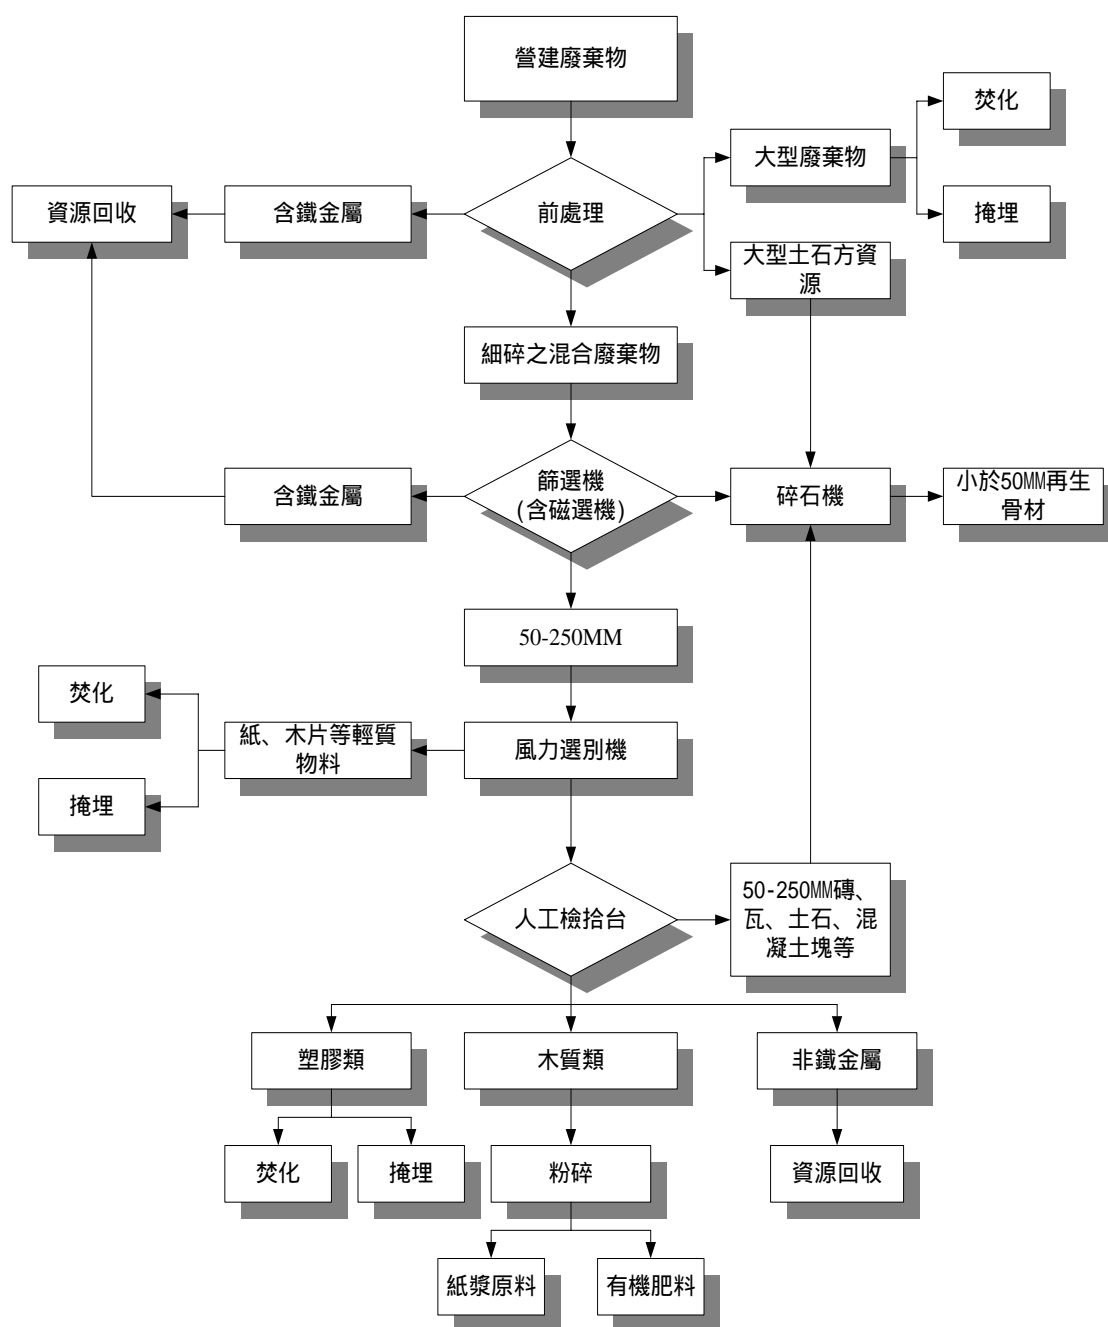 營建廢棄物
焚化
大型廢棄物
資源回收
含鐵金屬
前處理
掩埋
大型土石方資
源
細碎之混合廢棄物
含鐵金屬
篩選機
(含磁選機)
碎石機
小於50MM再生
骨材
50-250MM
焚化
紙、木片等輕質
物料
風力選別機
掩埋
人工檢拾台
50-250MM磚、
瓦、土石、混
凝土塊等
塑膠類
木質類
非鐵金屬
焚化
掩埋
粉碎
資源回收
紙漿原料
有機肥料